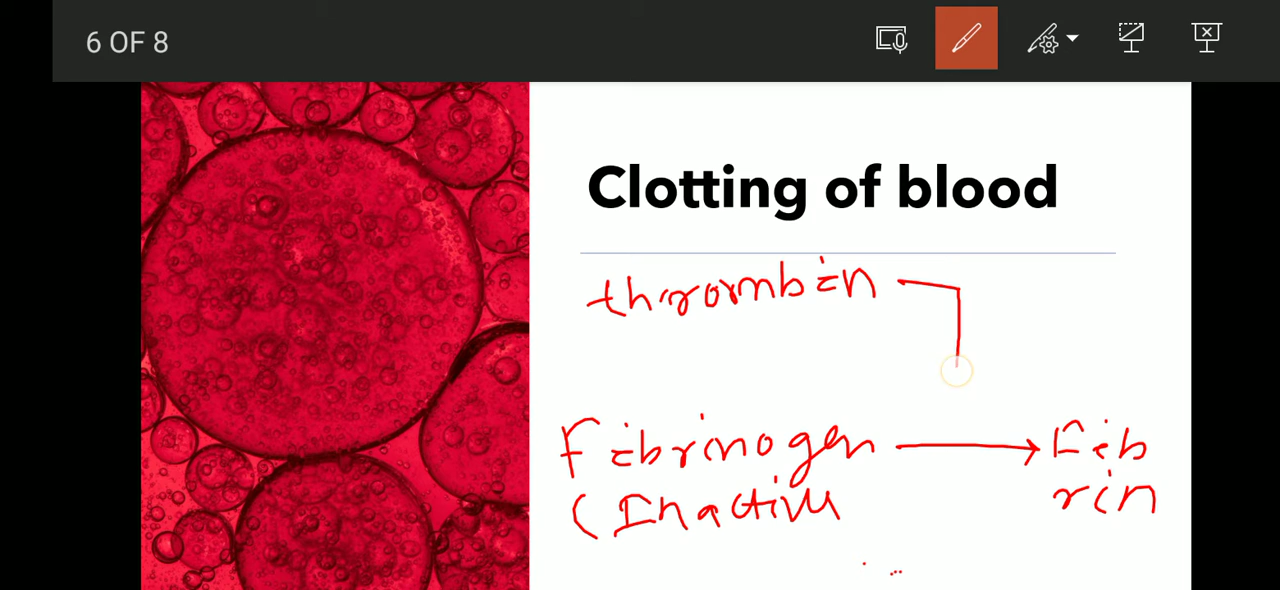 6 OF 8
Clotting of blood
thrombin
Fibrinogen → Fib
(Inactive rin